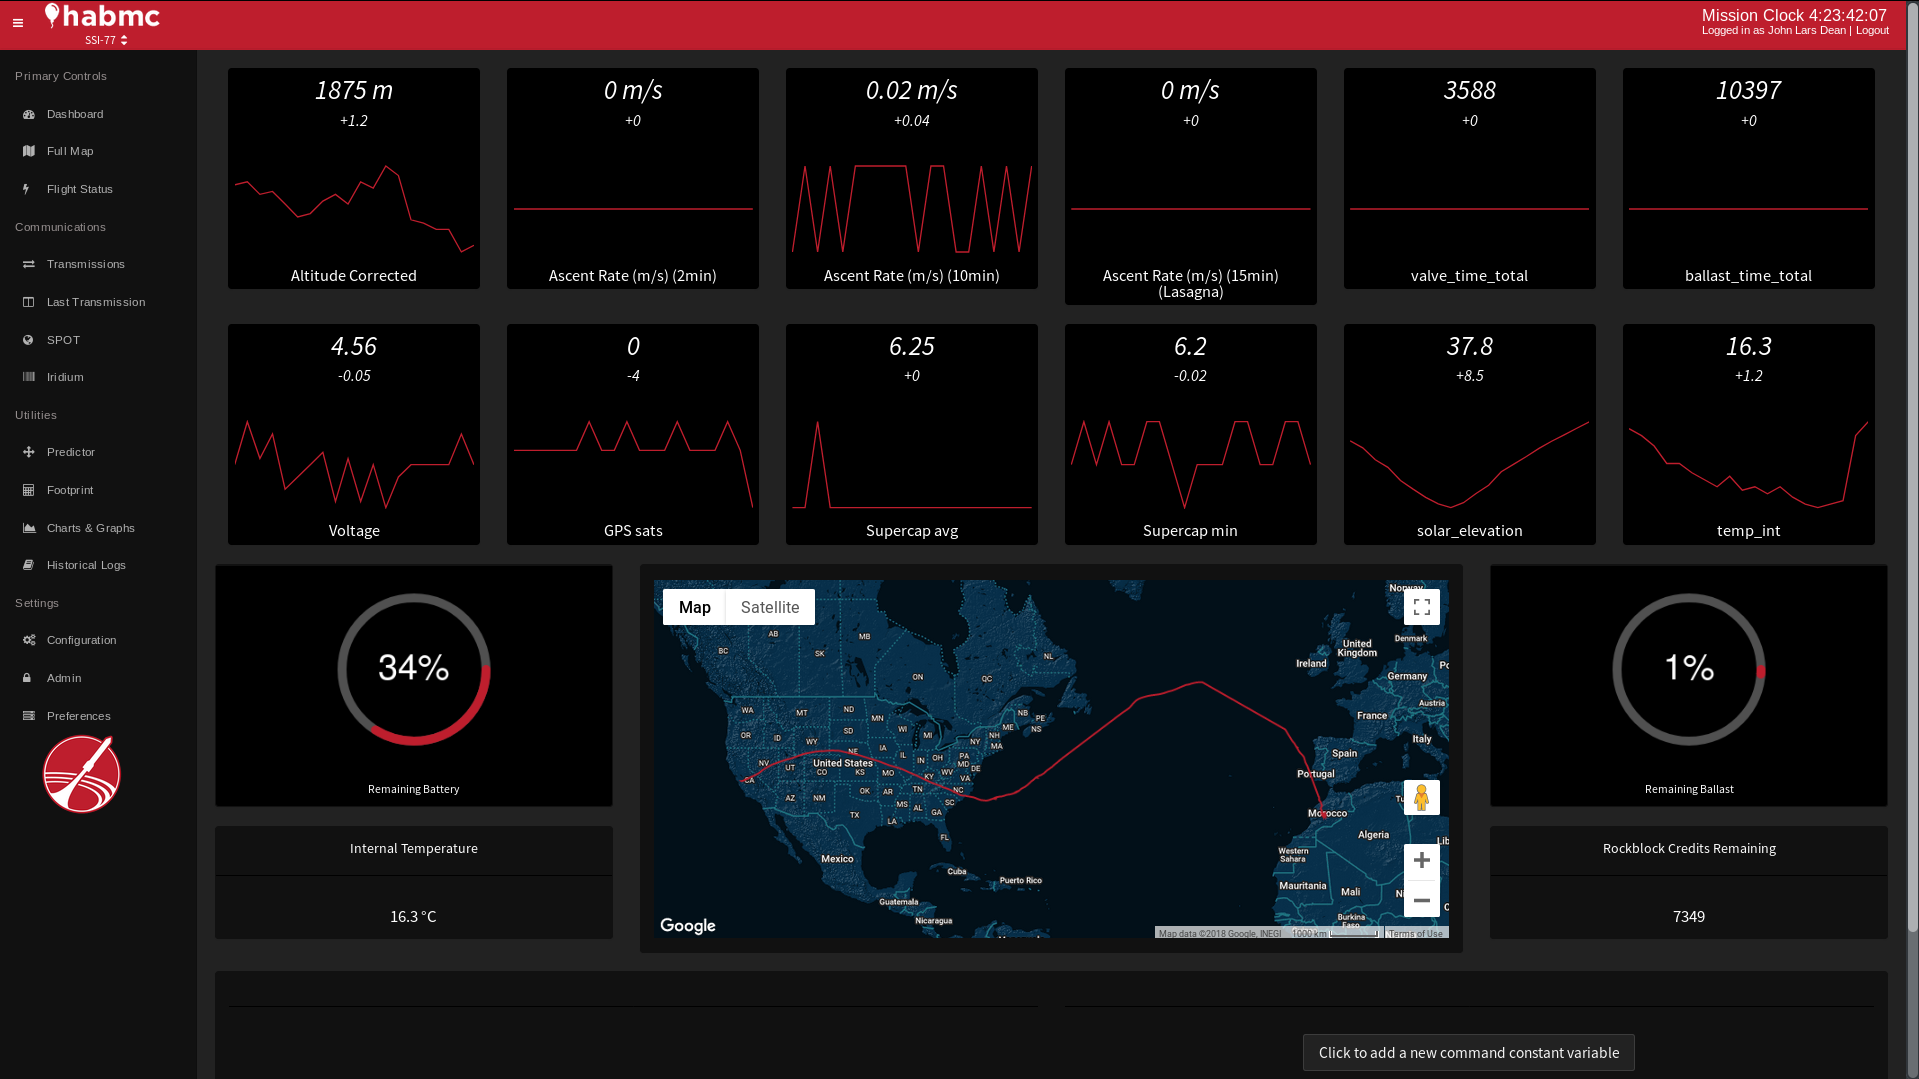 habmc
SSI-77
Mission Clock 4:23:42:07
Logged in as John Lars Dean | Logout
Primary Controls
Dashboard
Full Map
Flight Status
Communications
Transmissions
Last Transmission
SPOT
Iridium
Utilities
Predictor
Footprint
Charts & Graphs
Historical Logs
Settings
Configuration
Admin
Preferences
1875 m
+1.2
Altitude Corrected
0 m/s
+0
Ascent Rate (m/s) (2min)
0.02 m/s
+0.04
Ascent Rate (m/s) (10min)
0 m/s
+0
Ascent Rate (m/s) (15min)
(Lasagna)
3588
+0
valve_time_total
10397
+0
ballast_time_total
4.56
-0.05
Voltage
0
-4
GPS sats
6.25
+0
Supercap avg
6.2
-0.02
Supercap min
37.8
+8.5
solar_elevation
16.3
+1.2
temp_int
34%
Remaining Battery
Internal Temperature
16.3 °C
Map Satellite
Norway
AB
MB
BC
SK
NL
ON
QC
United
Kingdom
Denmark
Ireland
Germany
WA
MT
ND
MN
NB
PE
NS
ME
France
Austria
OR
ID
SD
WI
MI
NH
NY
MA
WY
NE
IA
Italy
NV
UT
United States
CO
KS
MO
IL
IN
OH
PA
MD
DE
WV
VA
KY
Spain
Portugal
CA
AZ
NM
OK
AR
TN
NC
SC
MS
AL
GA
TX
LA
FL
Morocco
Algeria
Western
Sahara
Mexico
Cuba
Puerto Rico
Mauritania
Mali
Guatemala
Nicaragua
Burkina
Faso
Google
Map data ©2018 Google, INEGI
1000 km
Terms of Use
1%
Remaining Ballast
Rockblock Credits Remaining
7349
Click to add a new command constant variable